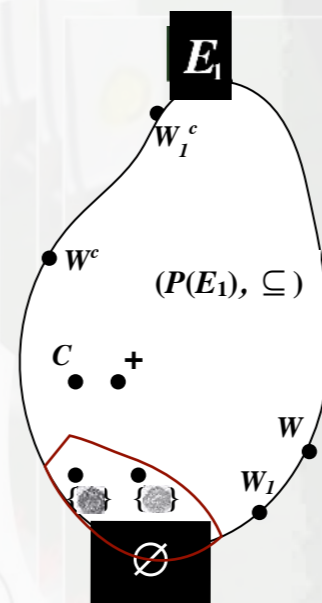 E₁
W₁ᶜ
Wᶜ
(P(E₁), ⊆ )
C +
W
W₁
{ } { }
∅